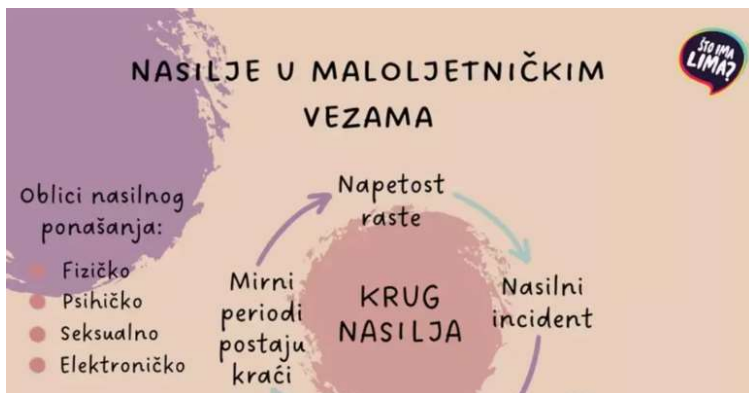 ŠTO IMA
LIMA?
NASILJE U MALOLJETNIČKIM
VEZAMA
Oblici nasilnog
ponašanja:
Fizičko
Psihičko
Seksualno
Elektroničko
Napetost
raste
Mirni
periodi
postaju
kraći
KRUG
NASILJA
Nasilni
incident